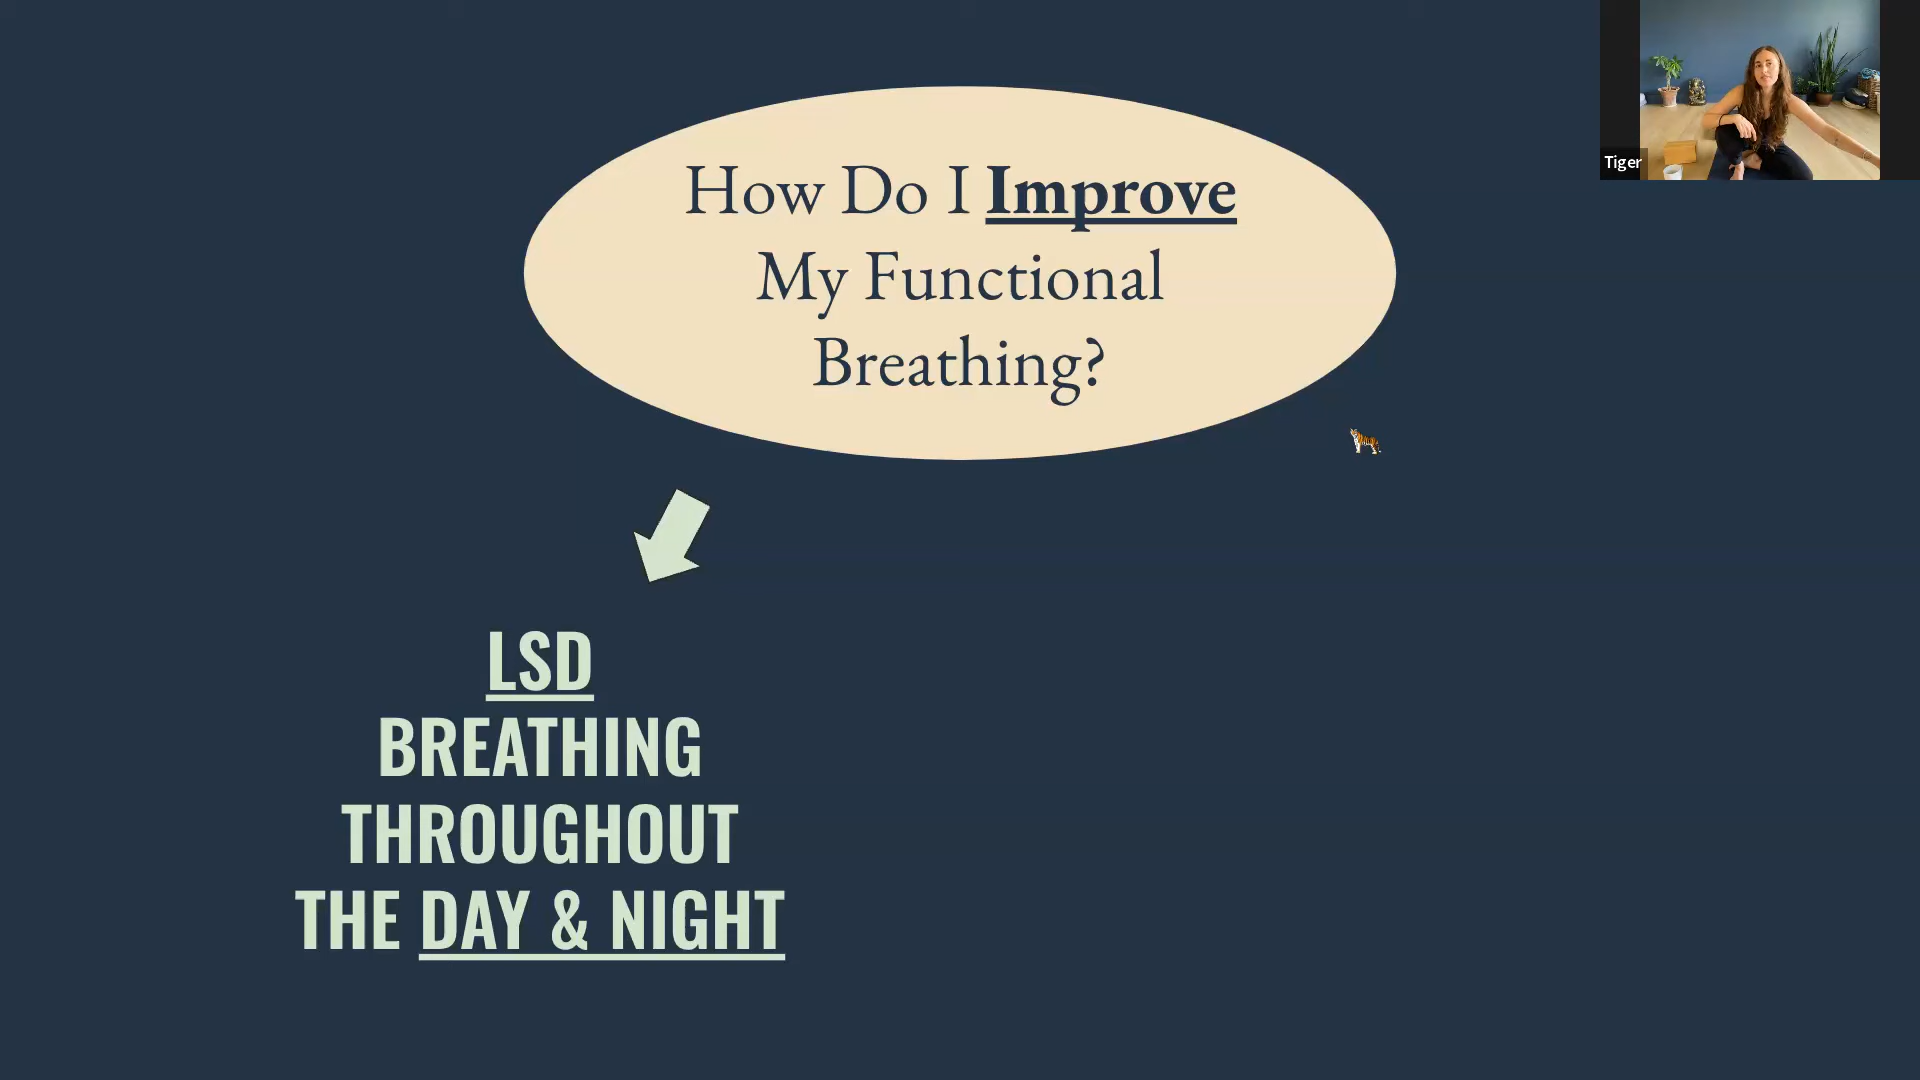 How Do I Improve
My Functional
Breathing?
Tiger
LSD
BREATHING
THROUGHOUT
THE DAY & NIGHT